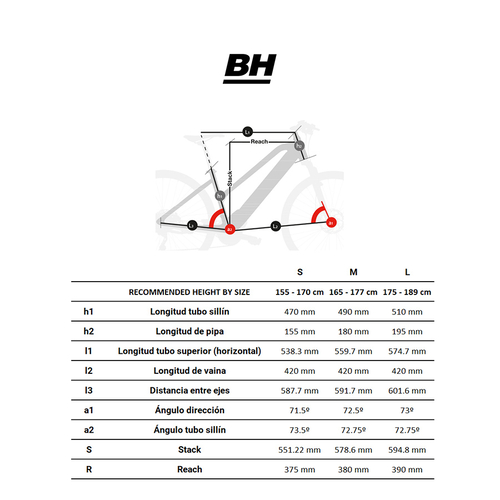 BH
L1
Reach
h2
Stack
h1
L2
a2
L3
a1
S M L
RECOMMENDED HEIGHT BY SIZE 155 - 170 cm 165 - 177 cm 175 - 189 cm
h1 Longitud tubo sillín 470 mm 490 mm 510 mm
h2 Longitud de pipa 155 mm 180 mm 195 mm
l1 Longitud tubo superior (horizontal) 538.3 mm 559.7 mm 574.7 mm
l2 Longitud de vaina 420 mm 420 mm 420 mm
l3 Distancia entre ejes 587.7 mm 591.7 mm 601.6 mm
a1 Ángulo dirección 71.5º 72.5º 73º
a2 Ángulo tubo sillín 73.5º 72.75º 72.75º
S Stack 551.22 mm 578.6 mm 594.8 mm
R Reach 375 mm 380 mm 390 mm